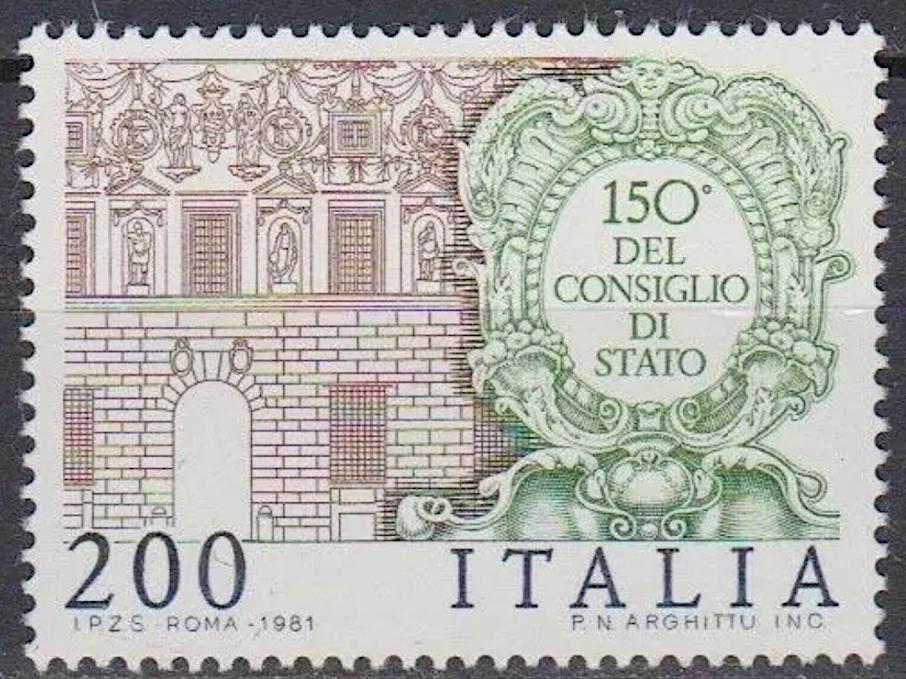 150°
DEL
CONSIGLIO
DI
STATO
200 ITALIA
I.P.Z.S. - ROMA - 1981 P. N. ARGHITTU INC.